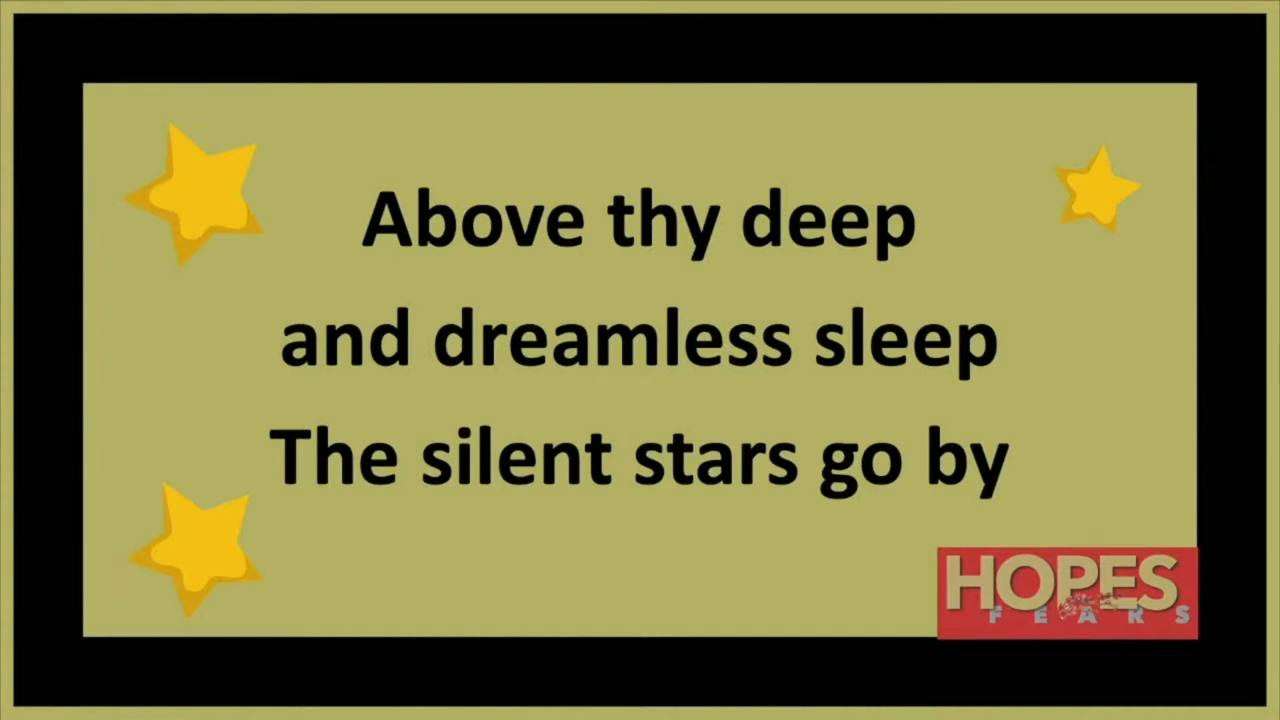 Above thy deep
and dreamless sleep
The silent stars go by
HOPES
FEARS